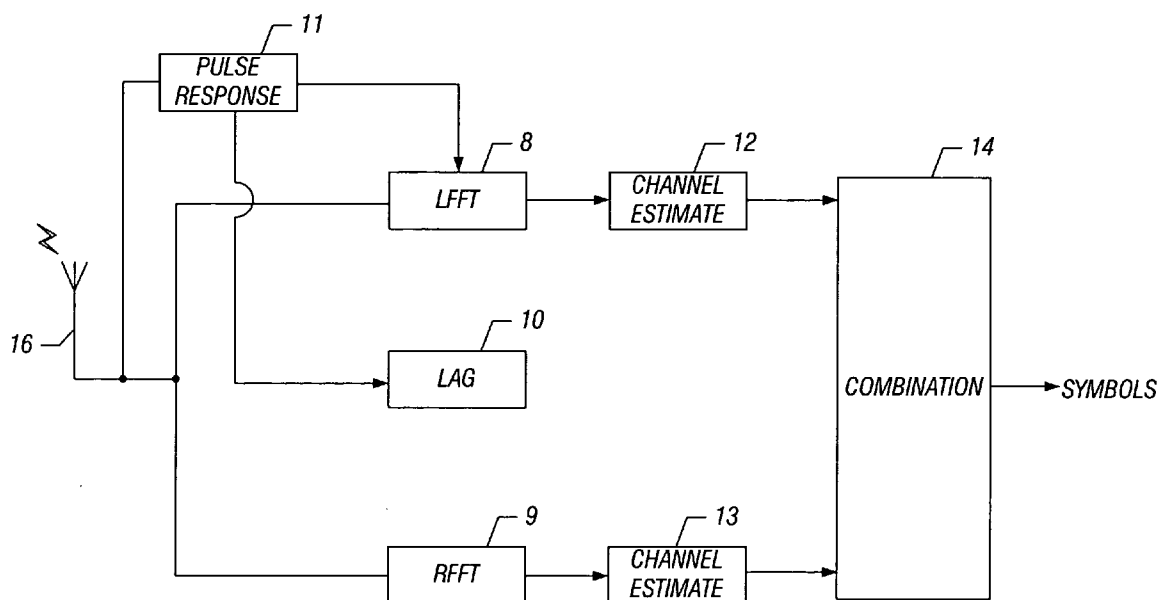 11
PULSE
RESPONSE
8
LFFT
12
CHANNEL
ESTIMATE
14
COMBINATION
SYMBOLS
16
10
LAG
9
RFFT
13
CHANNEL
ESTIMATE